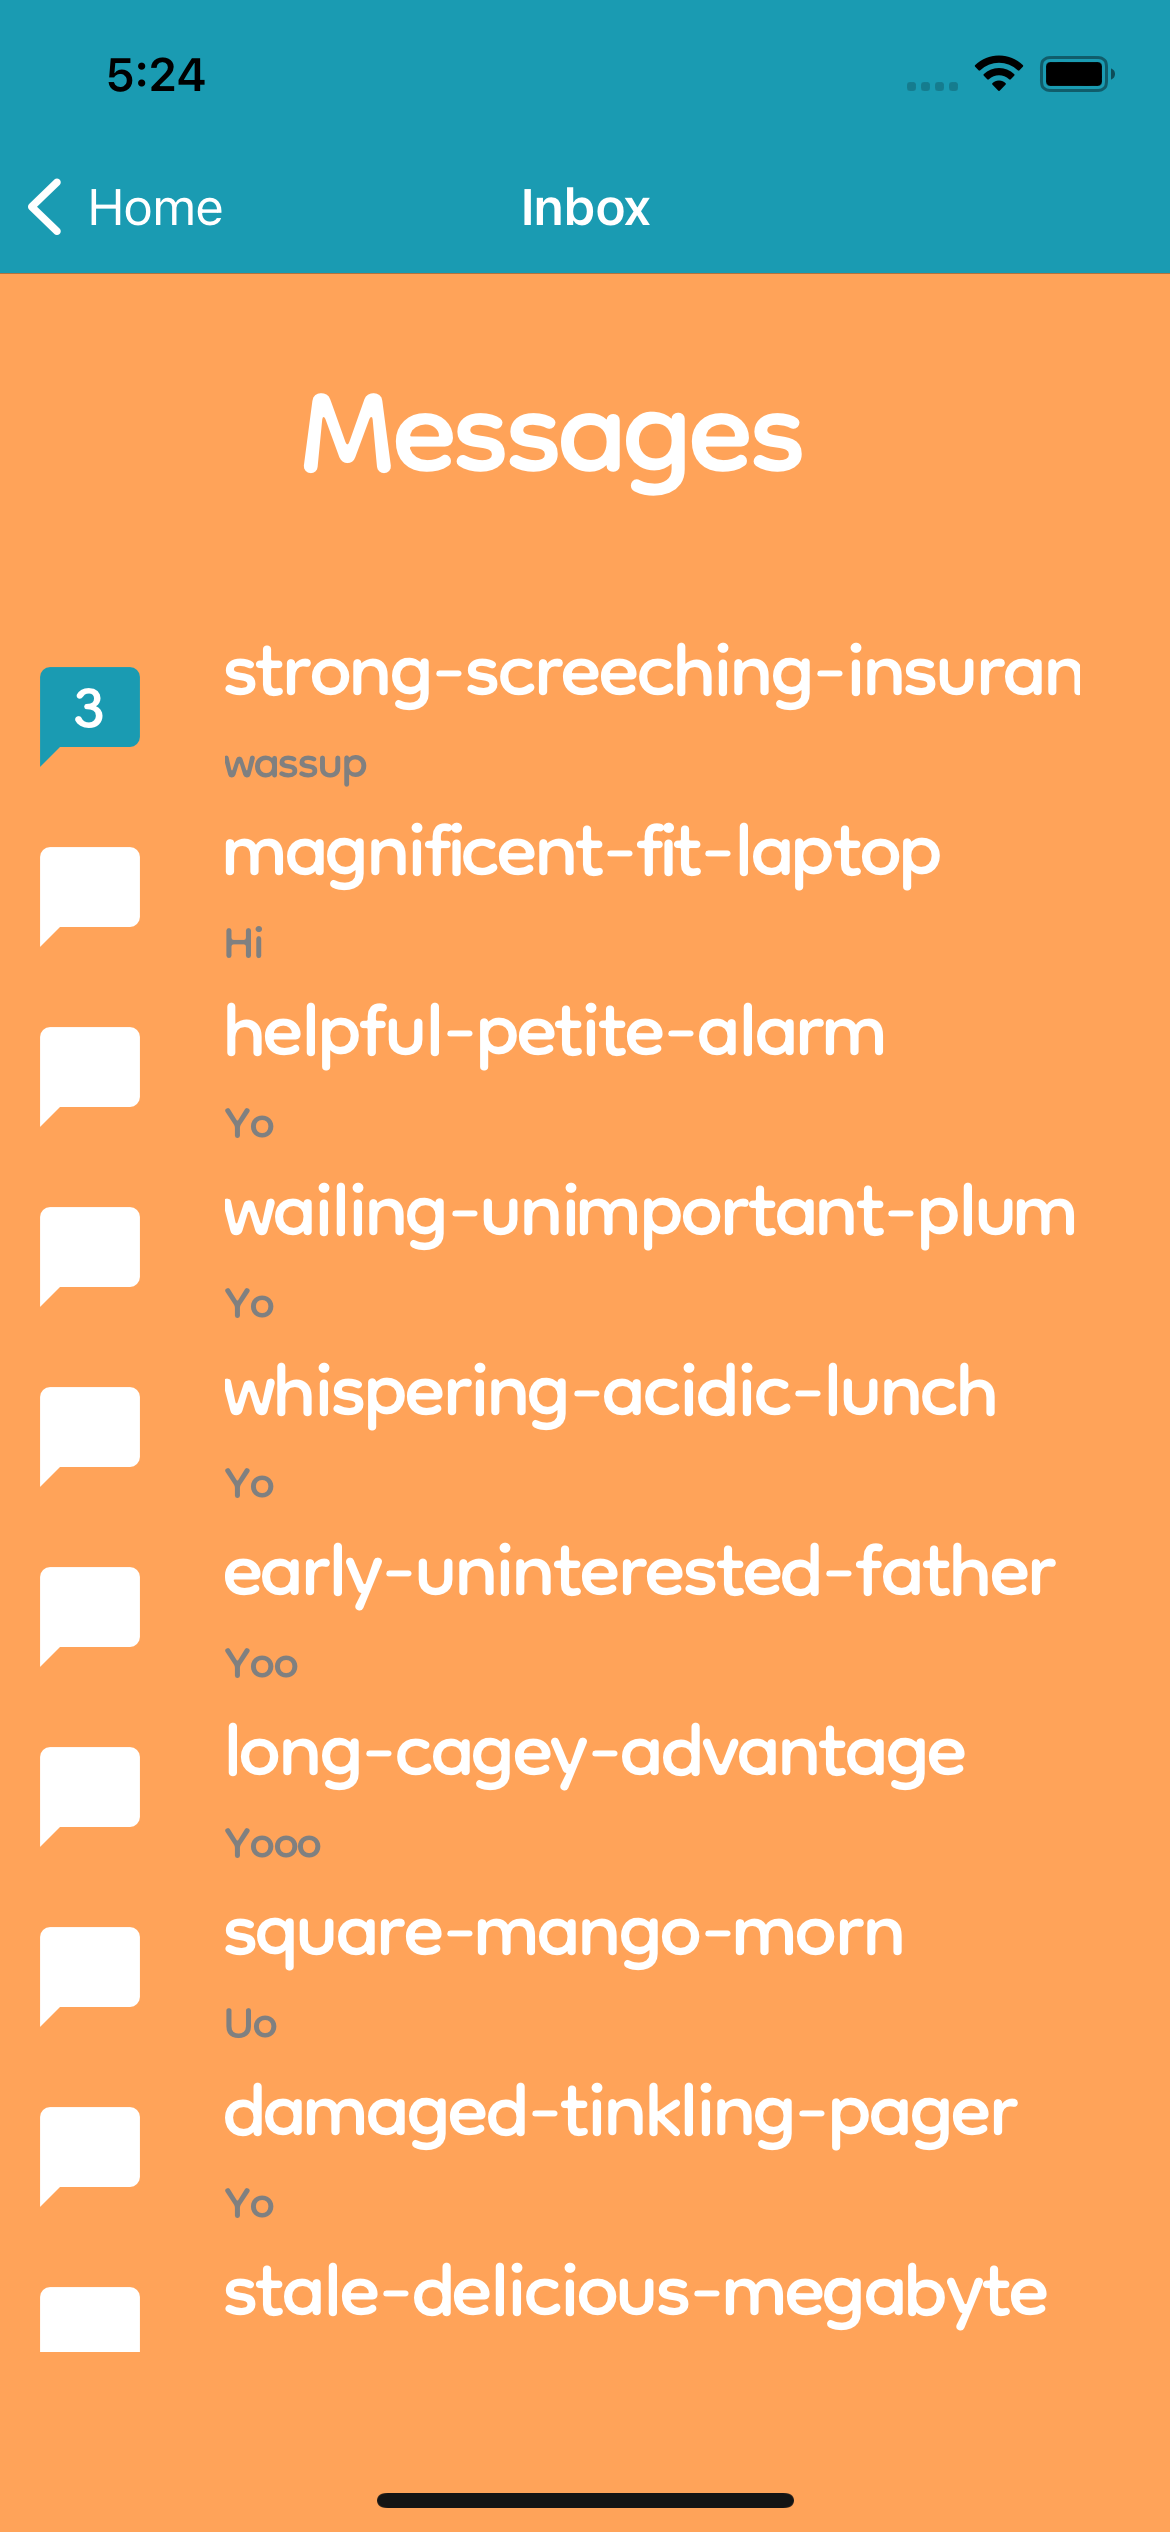 5:24
Home
Inbox
Messages
strong-screeching-insuran
3
wassup
magnificent-fit-laptop
Hi
helpful-petite-alarm
Yo
wailing-unimportant-plum
Yo
whispering-acidic-lunch
Yo
early-uninterested-father
Yoo
long-cagey-advantage
Yooo
square-mango-morn
Uo
damaged-tinkling-pager
Yo
stale-delicious-megabyte